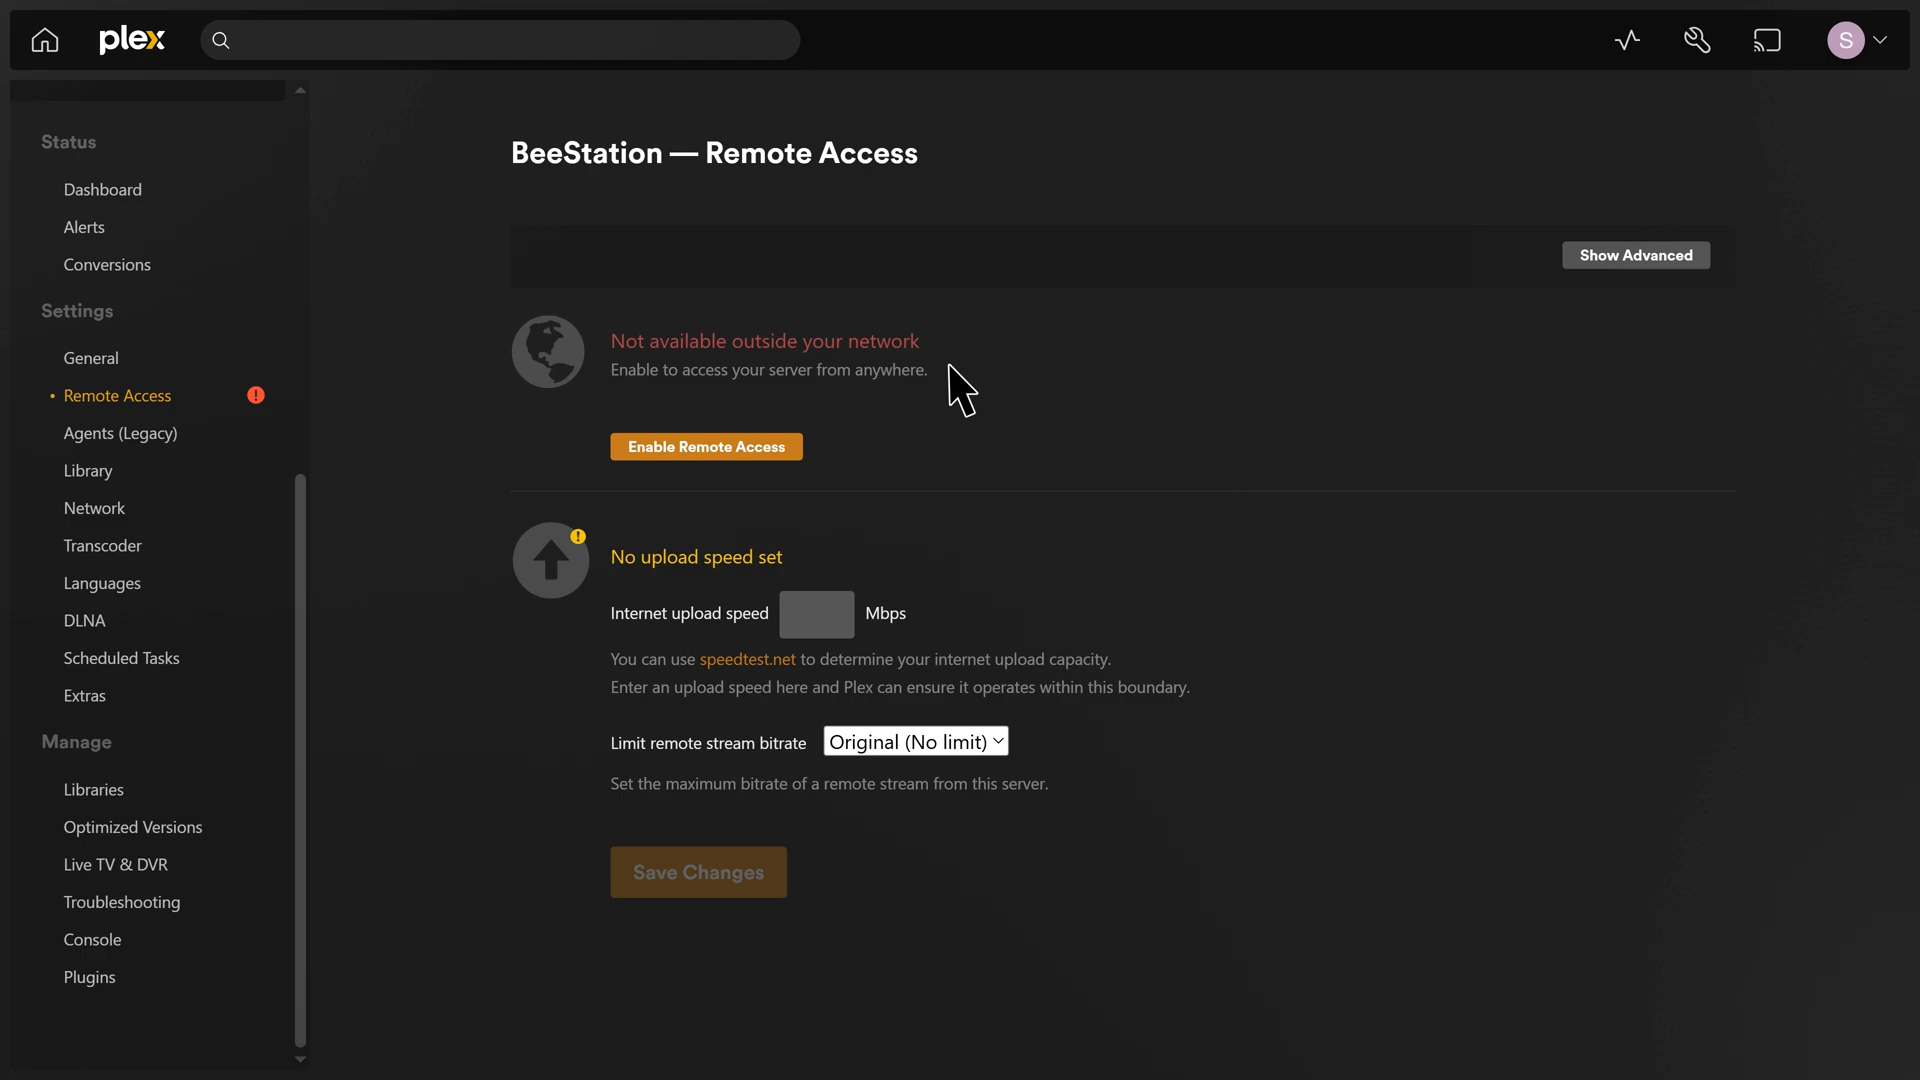 plex
S
Status
Dashboard
Alerts
Conversions
Settings
General
• Remote Access !
Agents (Legacy)
Library
Network
Transcoder
Languages
DLNA
Scheduled Tasks
Extras
Manage
Libraries
Optimized Versions
Live TV & DVR
Troubleshooting
Console
Plugins
BeeStation — Remote Access
Show Advanced
Not available outside your network
Enable to access your server from anywhere.
Enable Remote Access
!
No upload speed set
Internet upload speed Mbps
You can use speedtest.net to determine your internet upload capacity.
Enter an upload speed here and Plex can ensure it operates within this boundary.
Limit remote stream bitrate Original (No limit)
Set the maximum bitrate of a remote stream from this server.
Save Changes